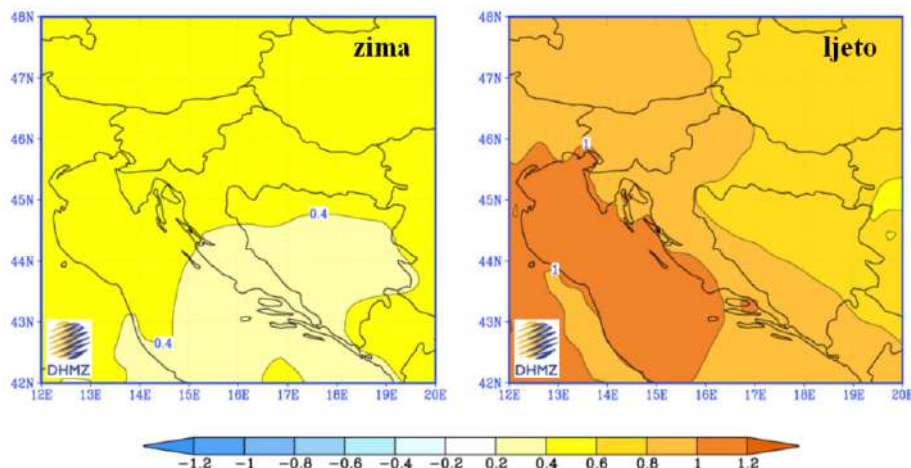 48N
47N
46N
45N
44N
43N
42N
12E 13E 14E 15E 16E 17E 18E 19E 20E
zima
0.4
0.4
DHMZ
48N
47N
46N
45N
44N
43N
42N
12E 13E 14E 15E 16E 17E 18E 19E 20E
ljeto
1
1
DHMZ
-1.2 -1 -0.8 -0.6 -0.4 -0.2 0.2 0.4 0.6 0.8 1 1.2